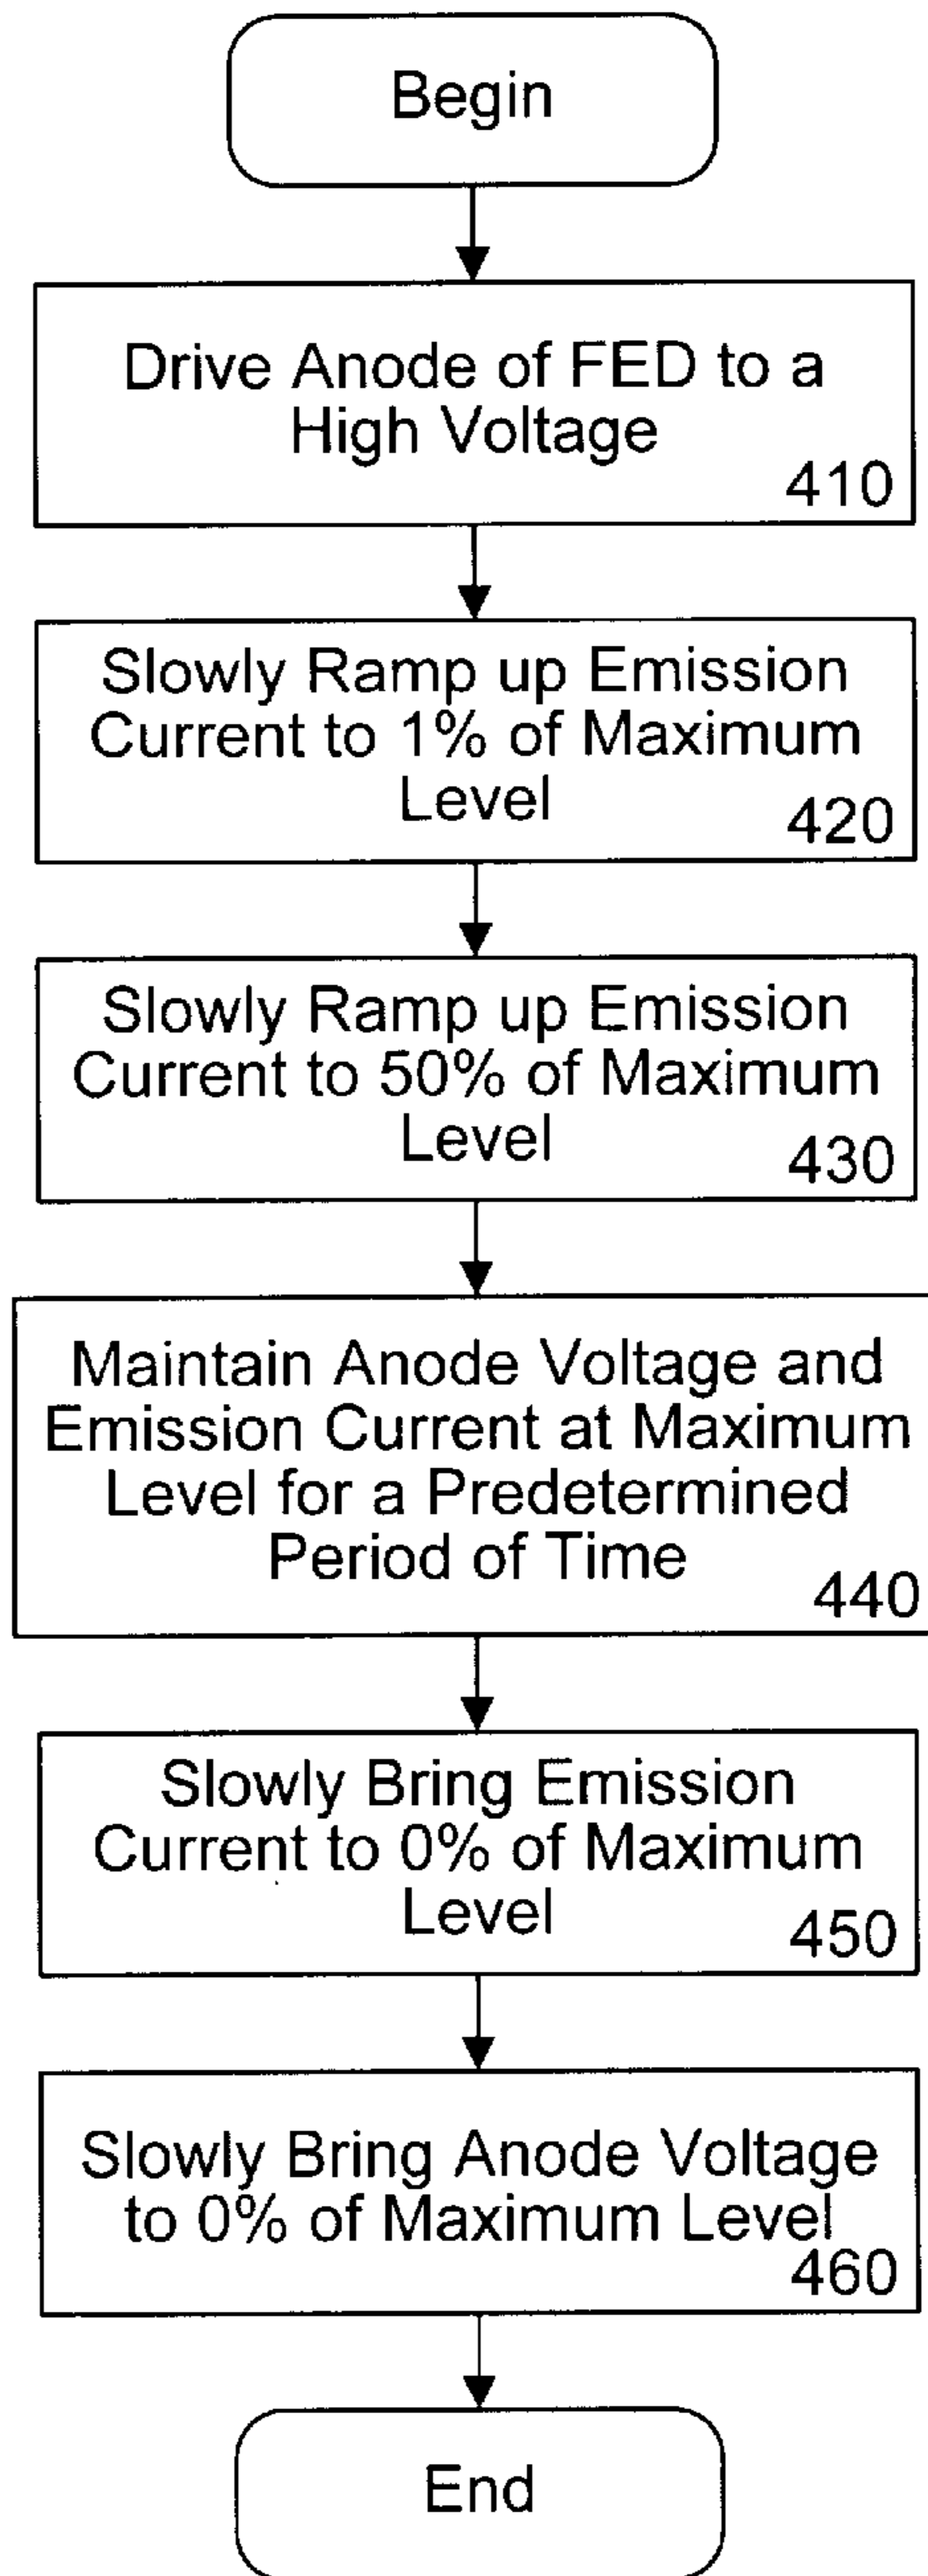 Begin
Drive Anode of FED to a
High Voltage
410
Slowly Ramp up Emission
Current to 1% of Maximum
Level
420
Slowly Ramp up Emission
Current to 50% of Maximum
Level
430
Maintain Anode Voltage and
Emission Current at Maximum
Level for a Predetermined
Period of Time
440
Slowly Bring Emission
Current to 0% of Maximum
Level
450
Slowly Bring Anode Voltage
to 0% of Maximum Level
460
End